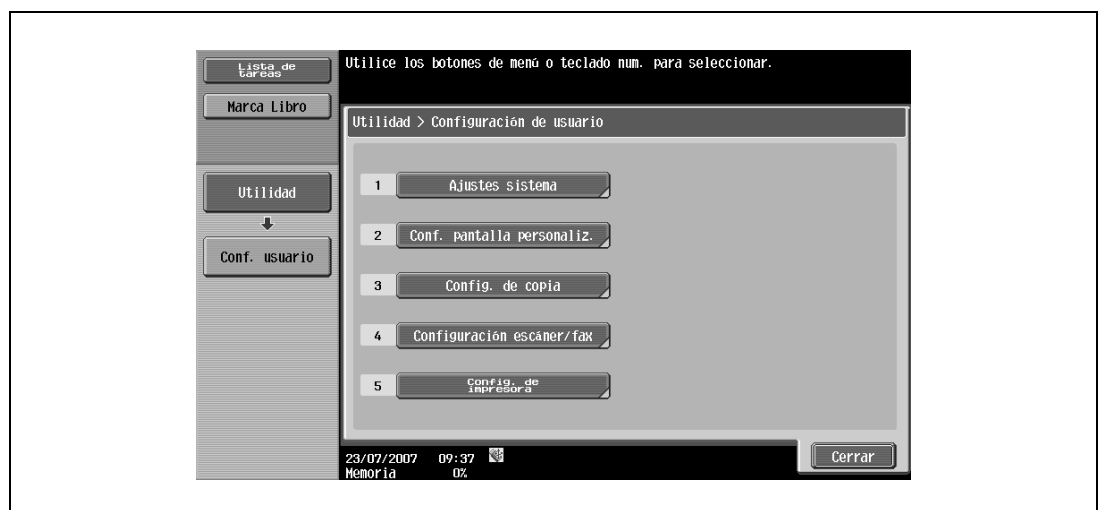 Lista de
tareas
Utilice los botones de menú o teclado num. para seleccionar.
Marca Libro
Utilidad > Configuración de usuario
Utilidad
Conf. usuario
1 Ajustes sistema
2 Conf. pantalla personaliz.
3 Config. de copia
4 Configuración escáner/fax
5 Config. de
impresora
23/07/2007 09:37
Memoria 0%
Cerrar